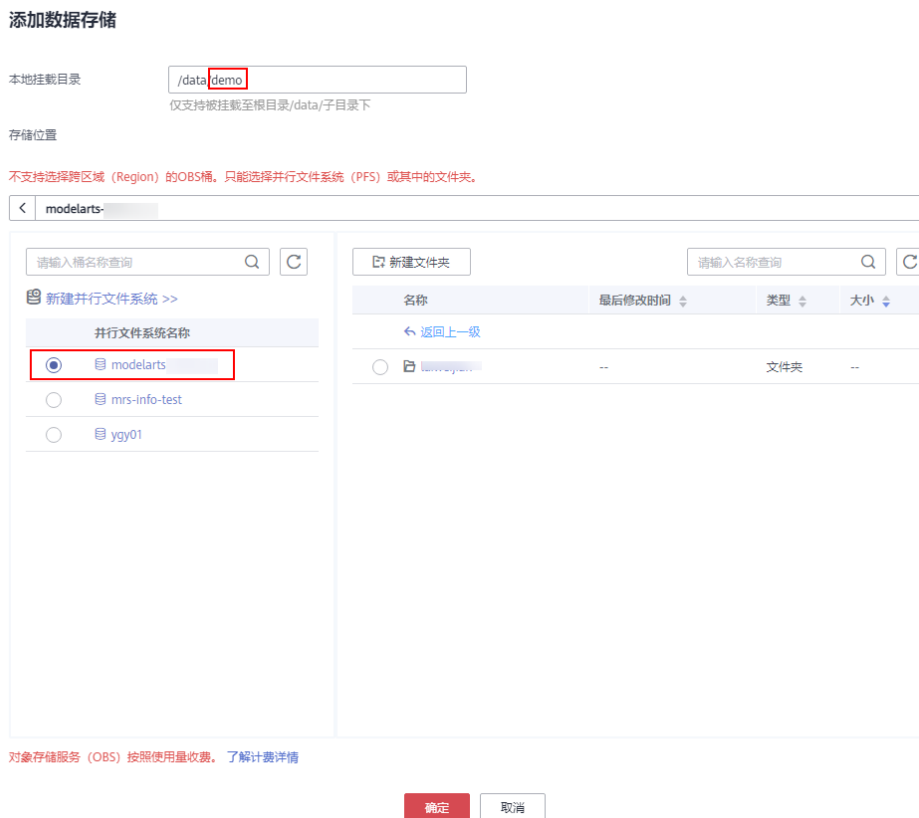 添加数据存储
本地挂载目录
/data/demo
仅支持被挂载至根目录/data/子目录下
存储位置
不支持选择跨区域（Region）的OBS桶。只能选择并行文件系统（PFS）或其中的文件夹。
modelarts-
请输入桶名称查询
新建文件夹
请输入名称查询
新建并行文件系统 >>
名称 最后修改时间 类型 大小
并行文件系统名称
返回上一级
modelarts
-- 文件夹 --
mrs-info-test
ygy01
对象存储服务（OBS）按照使用量收费。 了解计费详情
确定 取消